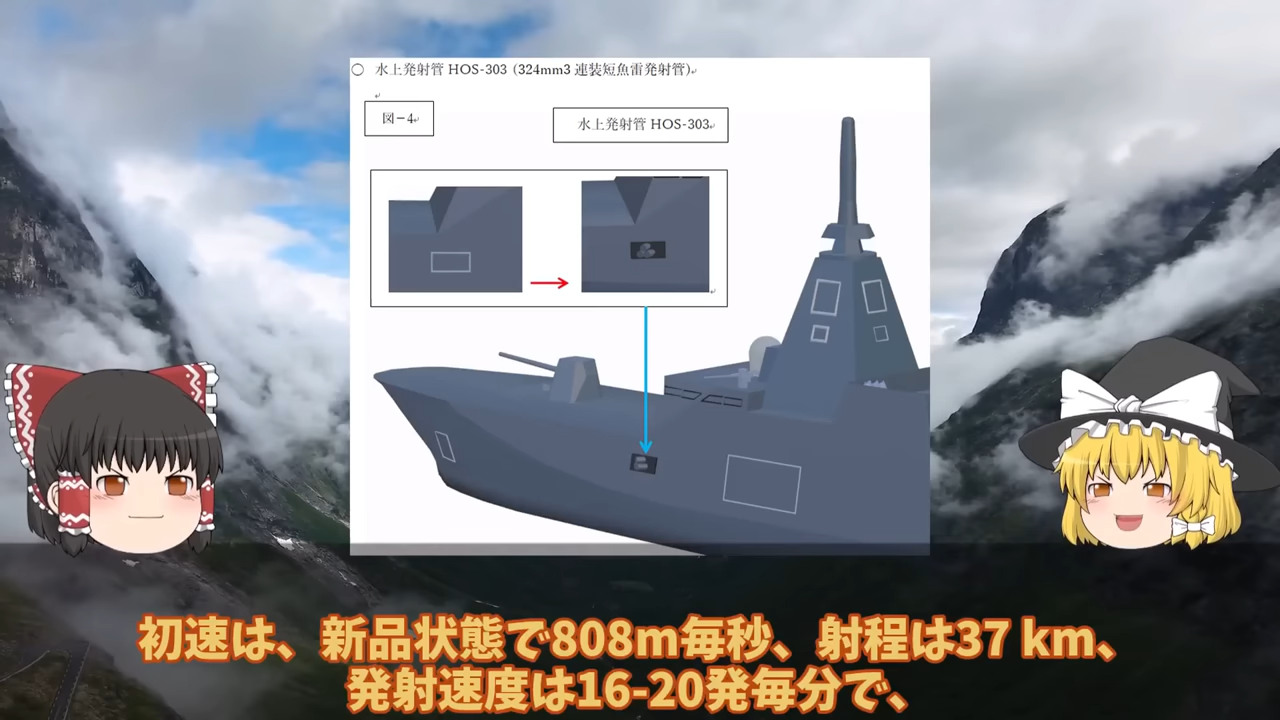 ○ 水上発射管 HOS-303 (324mm3 連装短魚雷発射管)
図－4
水上発射管 HOS-303
初速は、新品状態で808m毎秒、射程は37 km、
発射速度は16-20発毎分で、